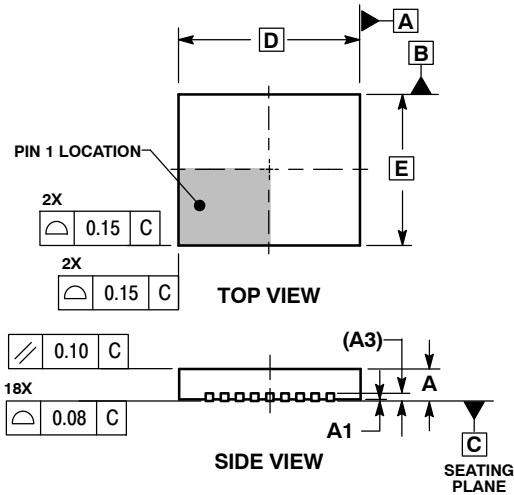 D
A
B
PIN 1 LOCATION
E
2X
⌓ 0.15 C
2X
⌓ 0.15 C
TOP VIEW
(A3)
⫽ 0.10 C
A
18X
⌓ 0.08 C
A1
C
SIDE VIEW
SEATING
PLANE